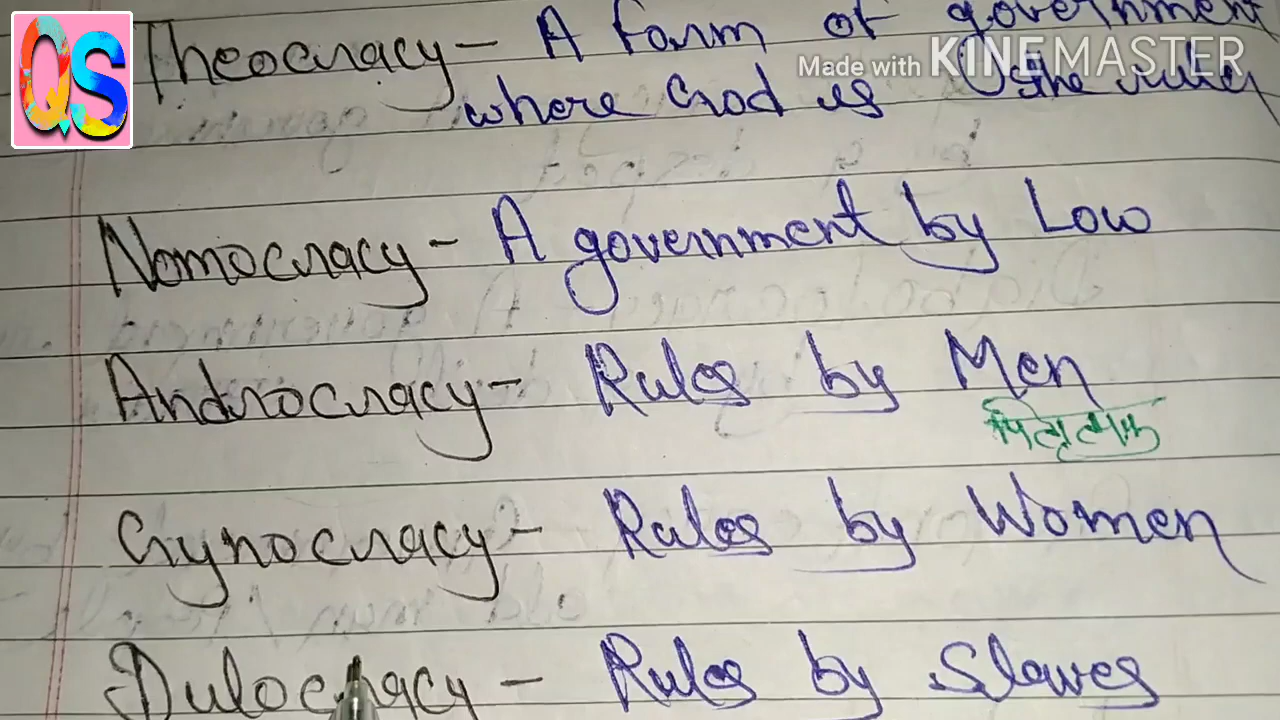 QS
Theocracy - A form of government
Made with KINEMASTER
where God is the ruler
Nomocracy - A government by Low
Androcracy - Rules by Men
Gynocracy - Rules by Women
Dulocracy - Rules by Slaves